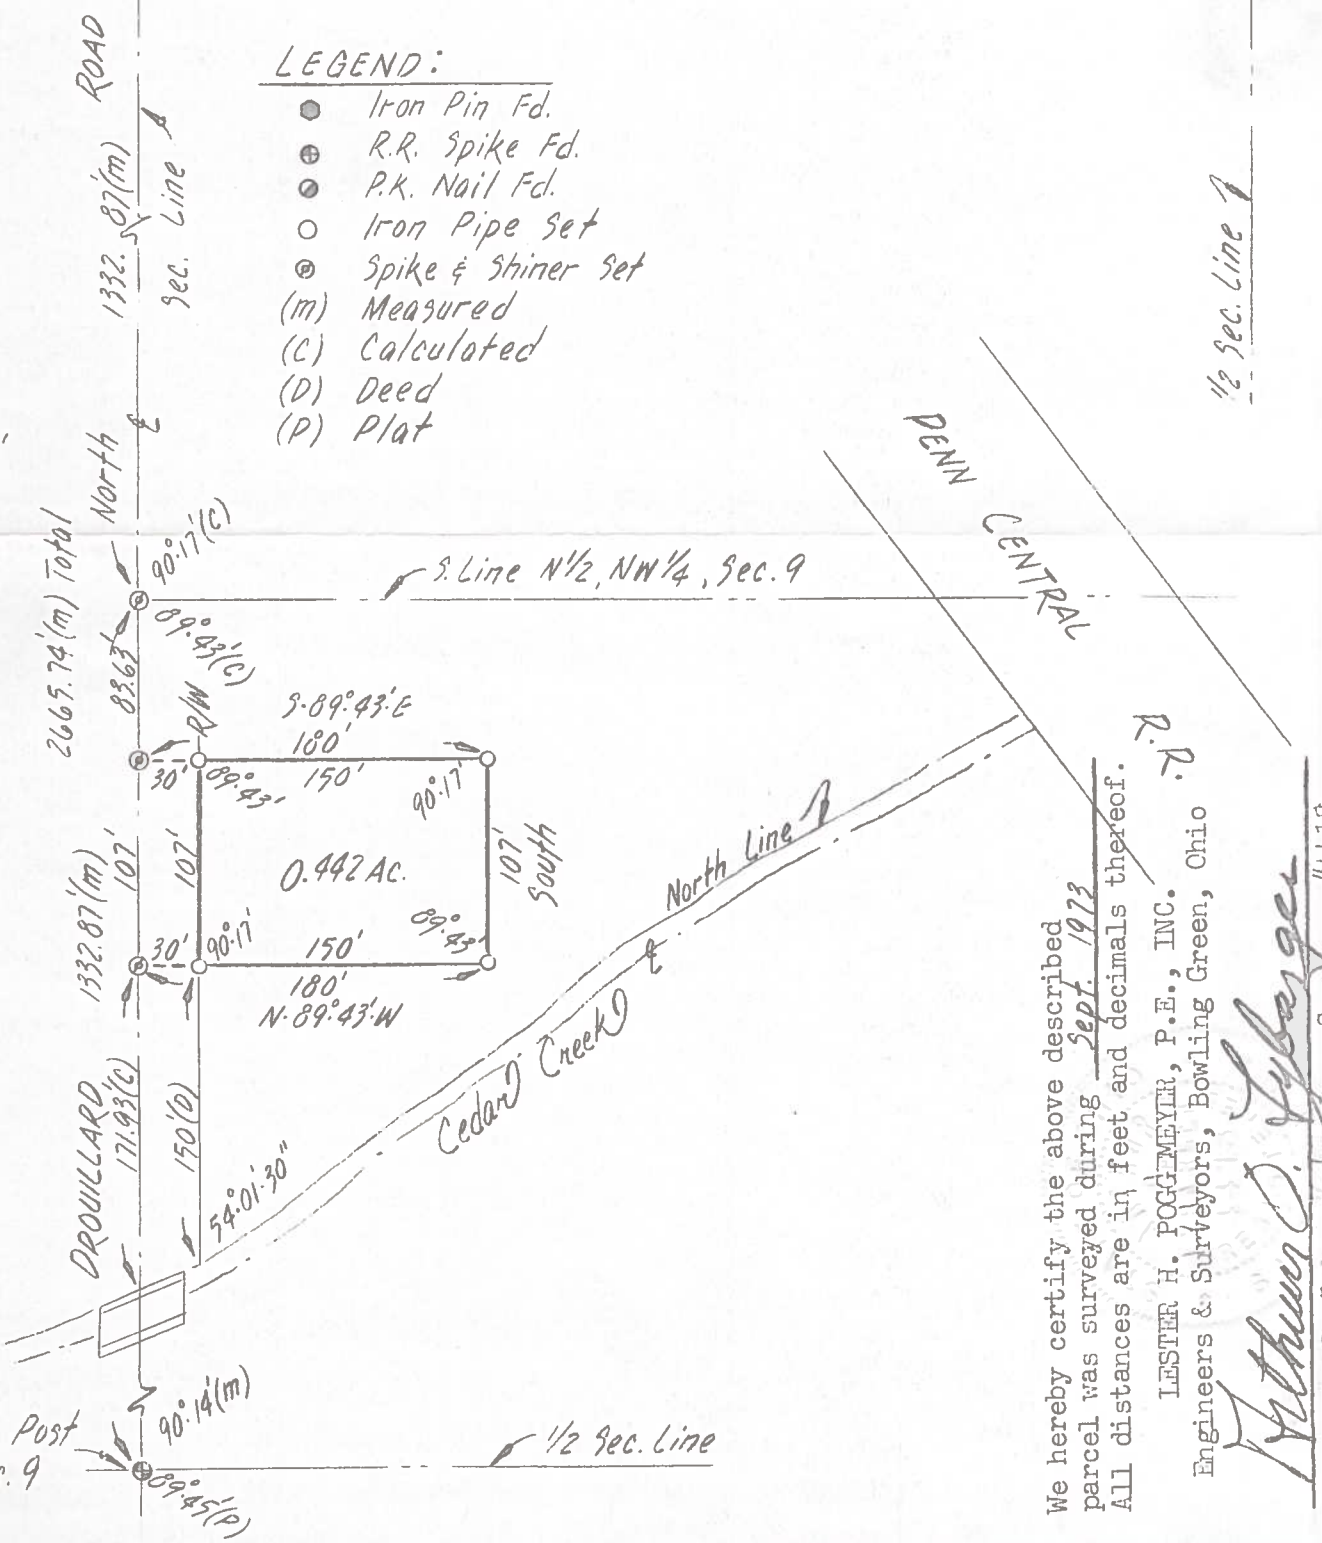 LEGEND:
Iron Pin Fd.
R.R. Spike Fd.
P.K. Nail Fd.
Iron Pipe Set
Spike & Shiner Set
(m) Measured
(C) Calculated
(D) Deed
(P) Plat
ROAD
1332.87'(m)
Sec. Line
North
℄
2665.74'(m) Total
90°·17'(C)
89°·43'(C)
83.63'
R/W
S. Line N½, NW¼, Sec. 9
½ Sec. Line
PENN CENTRAL R.R.
S·89°·43'·E
180'
30'
150'
89°·43'
90°·17'
107'
107'
0.442 Ac.
107'
South
1332.87'(m)
30'
90°·17'
150'
89°·43'
180'
N·89°·43'·W
North Line
℄
Cedar Creek
DROUILLARD
171.93'(C)
150'(D)
54°·01'·30"
90°·14'(m)
Post
. 9
89°·45'(P)
½ Sec. Line
We hereby certify the above described
parcel was surveyed during Sept. 1973
All distances are in feet and decimals thereof.
LESTER H. POGGEMEYER, P.E., INC.
Engineers & Surveyors, Bowling Green, Ohio
Arthur O.